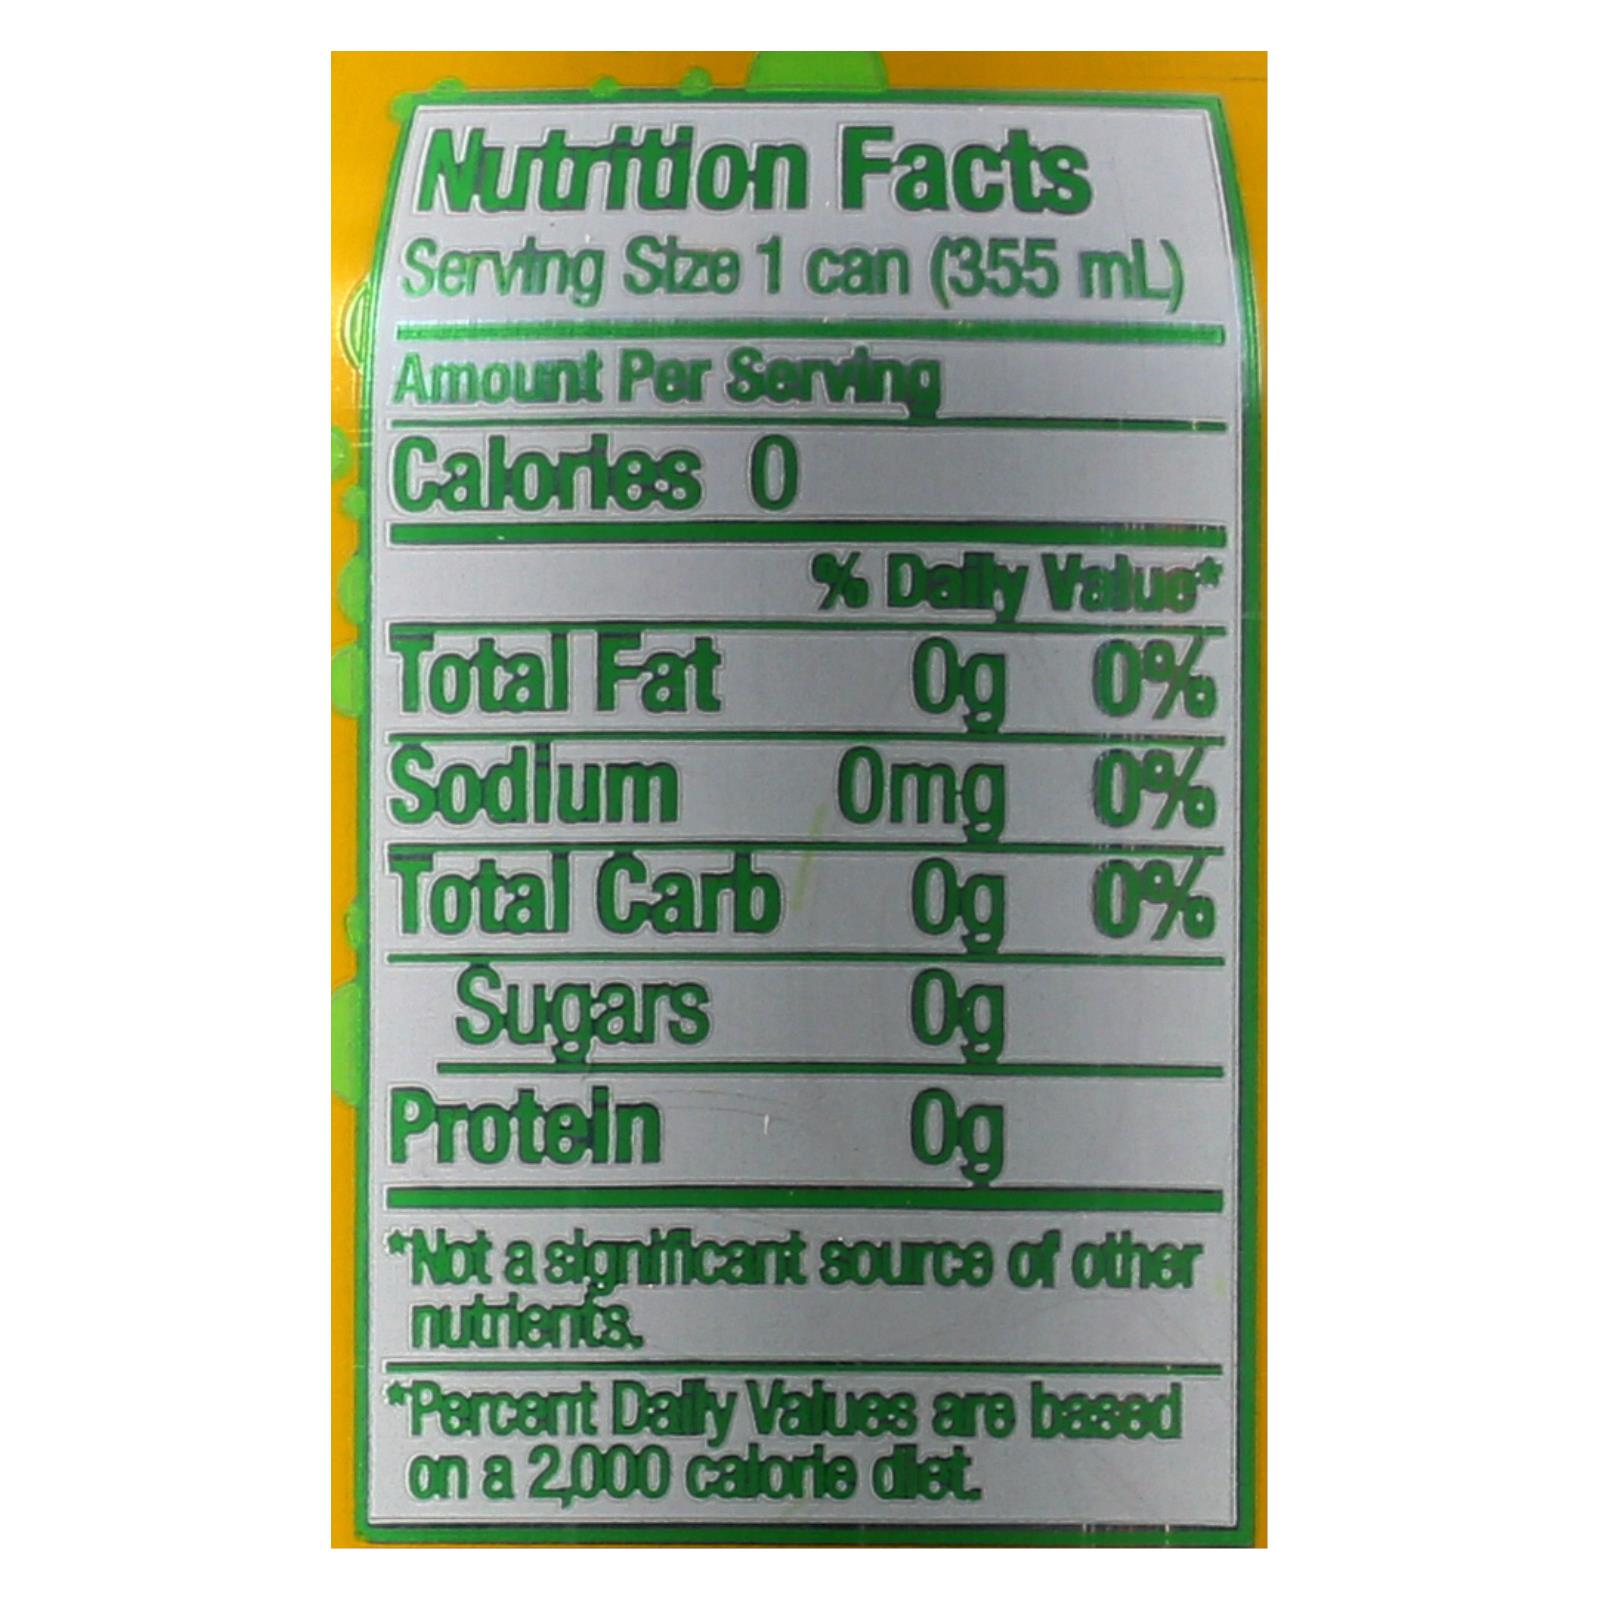 Nutrition Facts
Serving Size 1 can (355 mL)
Amount Per Serving
Calories 0
% Daily Value*
Total Fat 0g 0%
Sodium 0mg 0%
Total Carb 0g 0%
Sugars 0g
Protein 0g
*Not a significant source of other
nutrients.
*Percent Daily Values are based
on a 2,000 calorie diet.